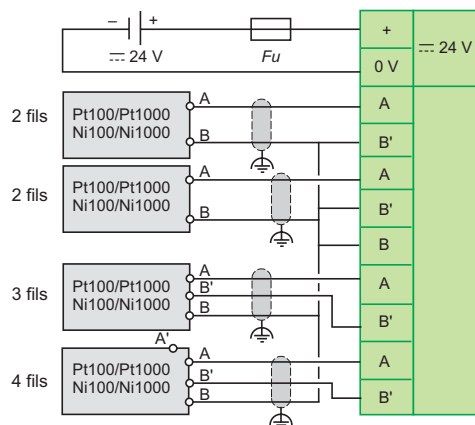 – +
⎓ 24 V
Fu
+
⎓ 24 V
0 V
2 fils
Pt100/Pt1000
Ni100/Ni1000
A
B
A
B'
2 fils
Pt100/Pt1000
Ni100/Ni1000
A
B
A
B'
B
3 fils
Pt100/Pt1000
Ni100/Ni1000
A
B'
B
A
B'
4 fils
A'
Pt100/Pt1000
Ni100/Ni1000
A
B'
B
A
B'